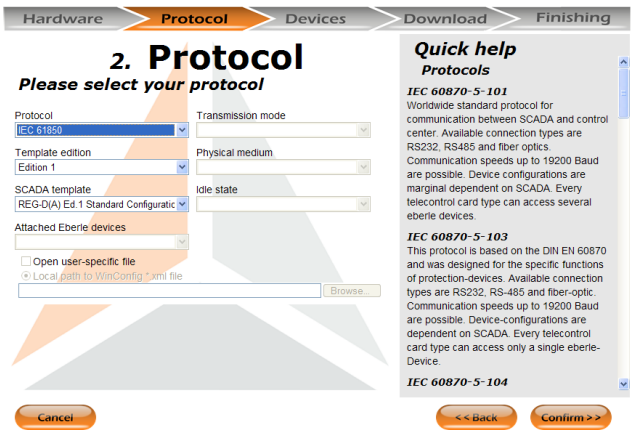 Hardware
Protocol
Devices
Download
Finishing
2. Protocol
Please select your protocol
Protocol
IEC 61850
Transmission mode
Template edition
Edition 1
Physical medium
SCADA template
REG-D(A) Ed.1 Standard Configuratic
Idle state
Attached Eberle devices
Open user-specific file
Local path to WinConfig *.xml file
Browse...
Quick help
Protocols
IEC 60870-5-101
Worldwide standard protocol for
communication between SCADA and control
center. Available connection types are
RS232, RS485 and fiber optics.
Communication speeds up to 19200 Baud
are possible. Device configurations are
marginal dependent on SCADA. Every
telecontrol card type can access several
eberle devices.
IEC 60870-5-103
This protocol is based on the DIN EN 60870
and was designed for the specific functions
of protection-devices. Available connection
types are RS232, RS-485 and fiber-optic.
Communication speeds up to 19200 Baud
are possible. Device-configurations are
dependent on SCADA. Every telecontrol
card type can access only a single eberle-
Device.
IEC 60870-5-104
Cancel
<< Back
Confirm >>